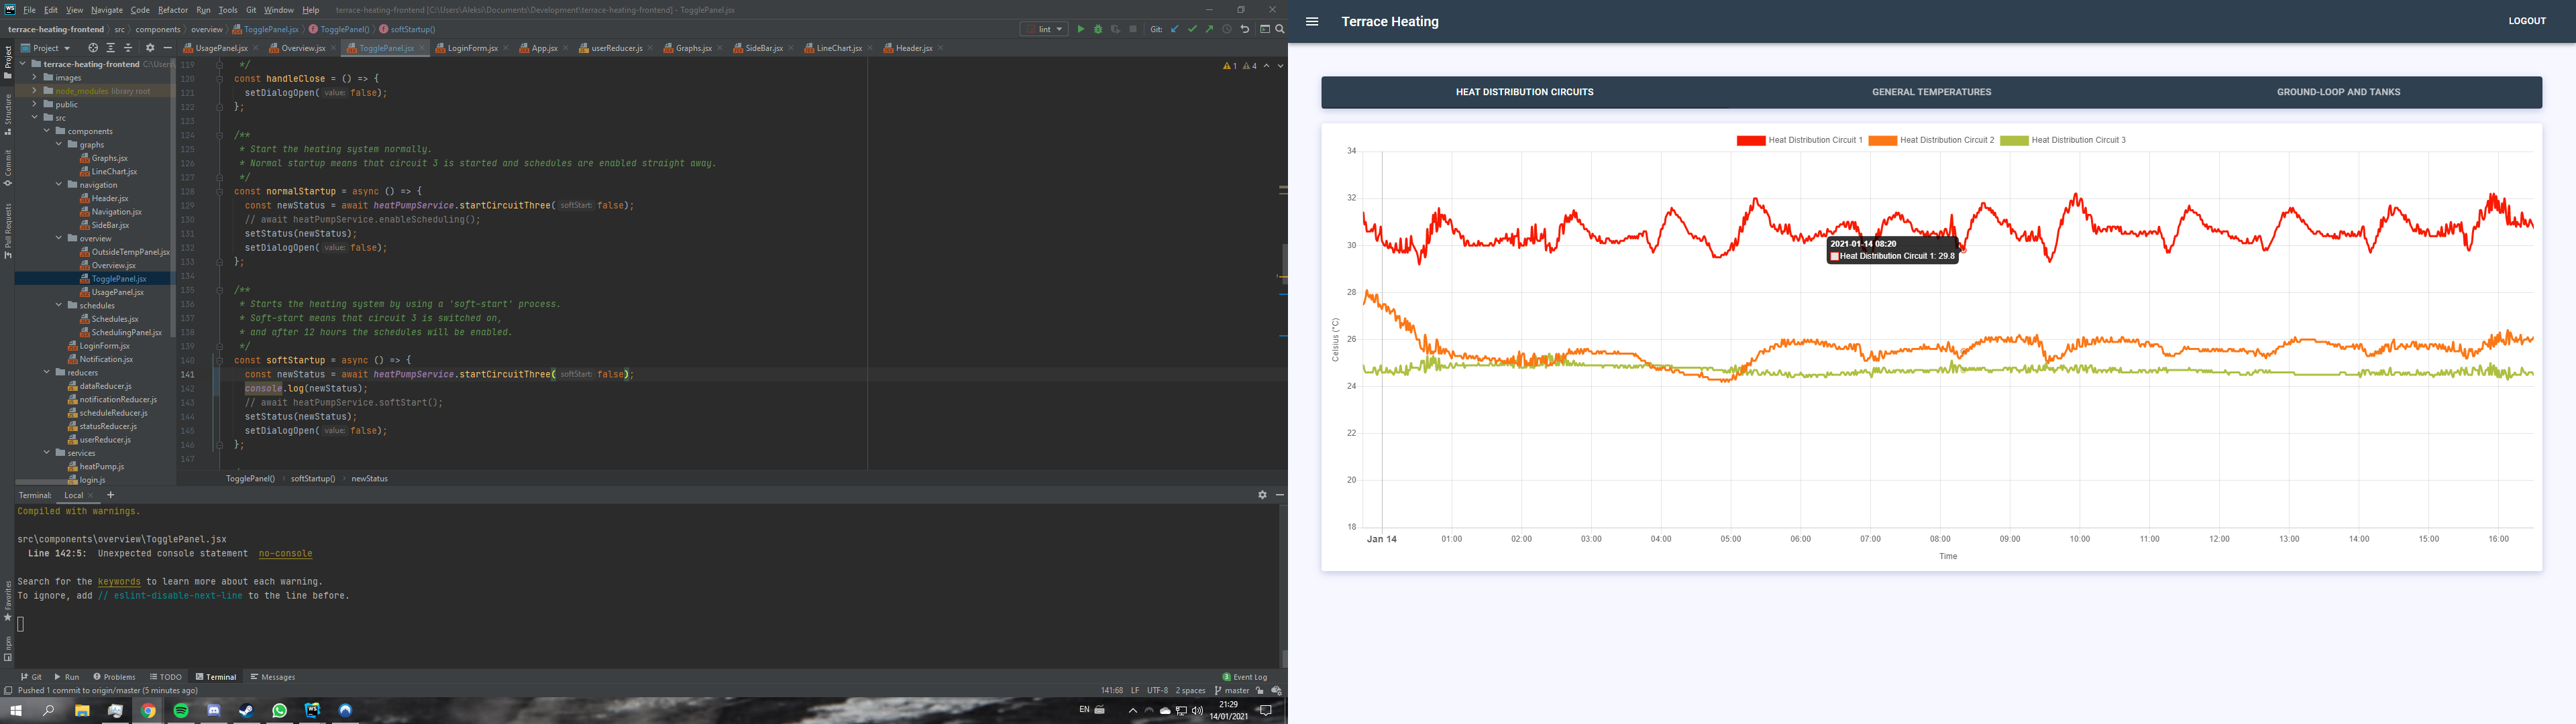 File Edit View Navigate Code Refactor Run Tools Git Window Help terrace-heating-frontend [C:\Users\Aleksi\Documents\Development\terrace-heating-frontend] - TogglePanel.jsx
terrace-heating-frontend > src > components > overview > TogglePanel.jsx > TogglePanel() > softStartup() lint Git:
Project UsagePanel.jsx Overview.jsx TogglePanel.jsx LoginForm.jsx App.jsx userReducer.js Graphs.jsx SideBar.jsx LineChart.jsx Header.jsx
terrace-heating-frontend C:\Users\
images
node_modules library root
public
src
components
graphs
Graphs.jsx
LineChart.jsx
navigation
Header.jsx
Navigation.jsx
SideBar.jsx
overview
OutsideTempPanel.jsx
Overview.jsx
TogglePanel.jsx
UsagePanel.jsx
schedules
Schedules.jsx
SchedulingPanel.jsx
LoginForm.jsx
Notification.jsx
reducers
dataReducer.js
notificationReducer.js
scheduleReducer.js
statusReducer.js
userReducer.js
services
heatPump.js
login.js
Project
Structure
Commit
Pull Requests
Favorites
npm
1 4
119 */
120 const handleClose = () => {
121 setDialogOpen( value: false);
122 };
123
124 /**
125 * Start the heating system normally.
126 * Normal startup means that circuit 3 is started and schedules are enabled straight away.
127 */
128 const normalStartup = async () => {
129 const newStatus = await heatPumpService.startCircuitThree( softStart: false);
130 // await heatPumpService.enableScheduling();
131 setStatus(newStatus);
132 setDialogOpen( value: false);
133 };
134
135 /**
136 * Starts the heating system by using a 'soft-start' process.
137 * Soft-start means that circuit 3 is switched on,
138 * and after 12 hours the schedules will be enabled.
139 */
140 const softStartup = async () => {
141 const newStatus = await heatPumpService.startCircuitThree( softStart: false);
142 console.log(newStatus);
143 // await heatPumpService.softStart();
144 setStatus(newStatus);
145 setDialogOpen( value: false);
146 };
147
TogglePanel() > softStartup() > newStatus
Terminal: Local +
Compiled with warnings.
src\components\overview\TogglePanel.jsx
Line 142:5: Unexpected console statement no-console
Search for the keywords to learn more about each warning.
To ignore, add // eslint-disable-next-line to the line before.
Git Run Problems TODO Terminal Messages 3 Event Log
Pushed 1 commit to origin/master (5 minutes ago) 141:68 LF UTF-8 2 spaces master
EN 21:29
14/01/2021
Terrace Heating LOGOUT
HEAT DISTRIBUTION CIRCUITS GENERAL TEMPERATURES GROUND-LOOP AND TANKS
Heat Distribution Circuit 1 Heat Distribution Circuit 2 Heat Distribution Circuit 3
34
32
30
28
26
24
22
20
18
Celsius (°C)
2021-01-14 08:20
Heat Distribution Circuit 1: 29.8
Jan 14 01:00 02:00 03:00 04:00 05:00 06:00 07:00 08:00 09:00 10:00 11:00 12:00 13:00 14:00 15:00 16:00
Time